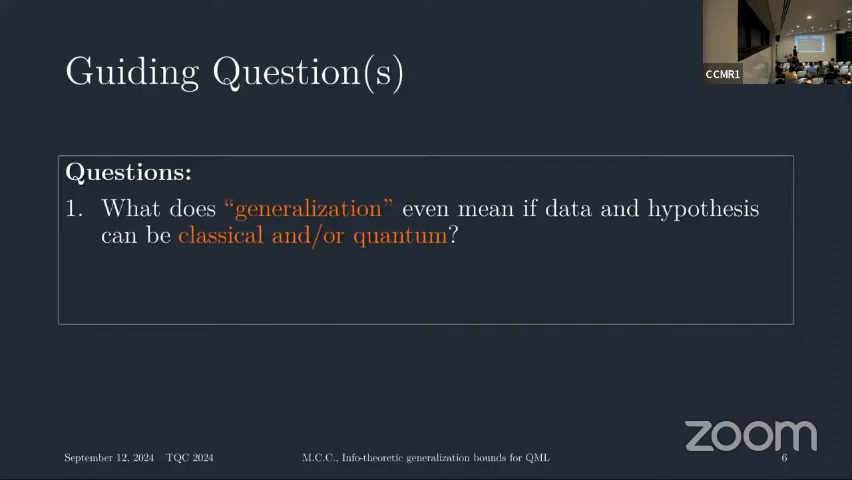 CCMR1
Guiding Question(s)
Questions:
1. What does “generalization” even mean if data and hypothesis
can be classical and/or quantum?
zoom
September 12, 2024 – TQC 2024
M.C.C., Info-theoretic generalization bounds for QML
6